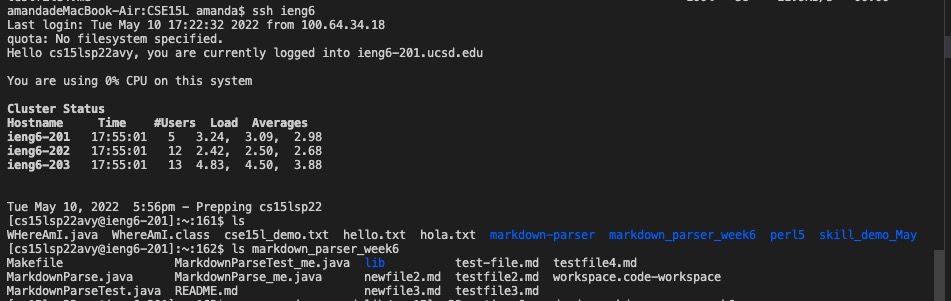 amandadeMacBook-Air:CSE15L amanda$ ssh ieng6
Last login: Tue May 10 17:22:32 2022 from 100.64.34.18
quota: No filesystem specified.
Hello cs15lsp22avy, you are currently logged into ieng6-201.ucsd.edu
You are using 0% CPU on this system
Cluster Status
Hostname Time #Users Load Averages
ieng6-201 17:55:01 5 3.24, 3.09, 2.98
ieng6-202 17:55:01 12 2.42, 2.50, 2.68
ieng6-203 17:55:01 13 4.83, 4.50, 3.88
Tue May 10, 2022 5:56pm - Prepping cs15lsp22
[cs15lsp22avy@ieng6-201]:~:161$ ls
WHereAmI.java WhereAmI.class cse15l_demo.txt hello.txt hola.txt markdown-parser markdown_parser_week6 perl5 skill_demo_May
[cs15lsp22avy@ieng6-201]:~:162$ ls markdown_parser_week6
Makefile MarkdownParseTest_me.java lib test-file.md testfile4.md
MarkdownParse.java MarkdownParse_me.java newfile2.md testfile2.md workspace.code-workspace
MarkdownParseTest.java README.md newfile3.md testfile3.md